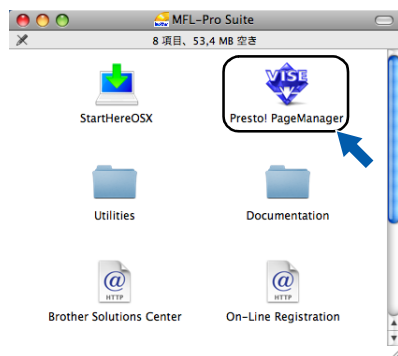 brother MFL-Pro Suite
8 項目、53,4 MB 空き
VISE
StartHereOSX
Presto! PageManager
Utilities
Documentation
@
@
HTTP
HTTP
Brother Solutions Center
On-Line Registration